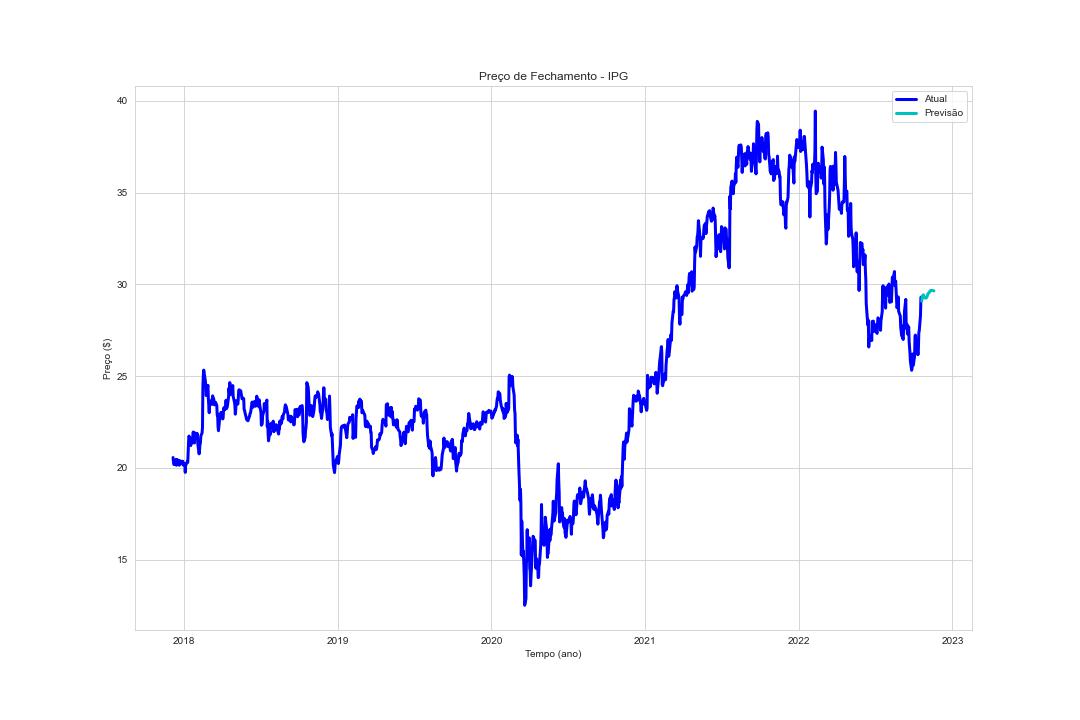 Preço de Fechamento - IPG
Atual
Previsão
40
35
30
25
20
15
Preço ($)
2018 2019 2020 2021 2022 2023
Tempo (ano)